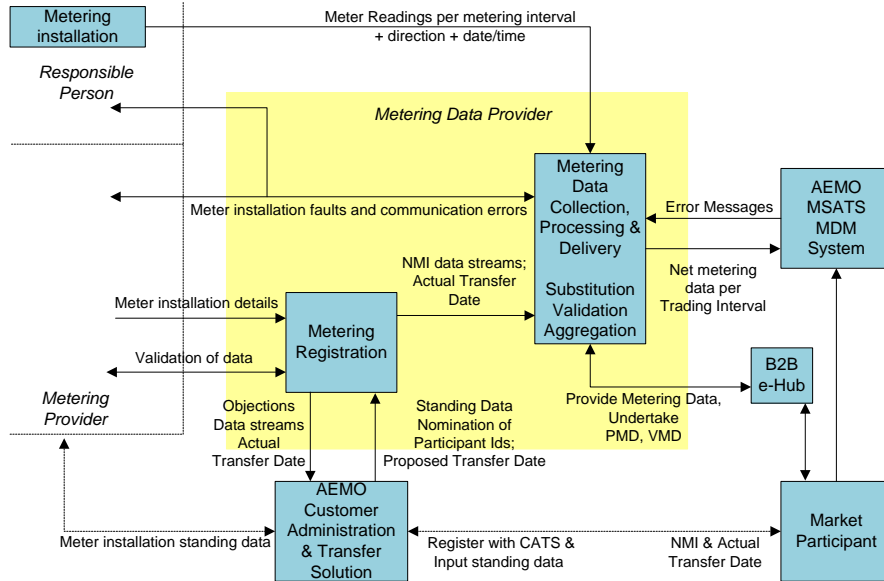 Metering
installation
Meter Readings per metering interval
+ direction + date/time
Responsible
Person
Metering Data Provider
Metering
Data
Collection,
Processing &
Delivery
Substitution
Validation
Aggregation
AEMO
MSATS
MDM
System
Error Messages
Meter installation faults and communication errors
NMI data streams;
Actual Transfer
Date
Net metering
data per
Trading Interval
Meter installation details
Metering
Registration
Validation of data
B2B
e-Hub
Metering
Provider
Objections
Data streams
Actual
Transfer Date
Standing Data
Nomination of
Participant Ids;
Proposed Transfer Date
Provide Metering Data,
Undertake
PMD, VMD
AEMO
Customer
Administration
& Transfer
Solution
Market
Participant
Meter installation standing data
Register with CATS &
Input standing data
NMI & Actual
Transfer Date